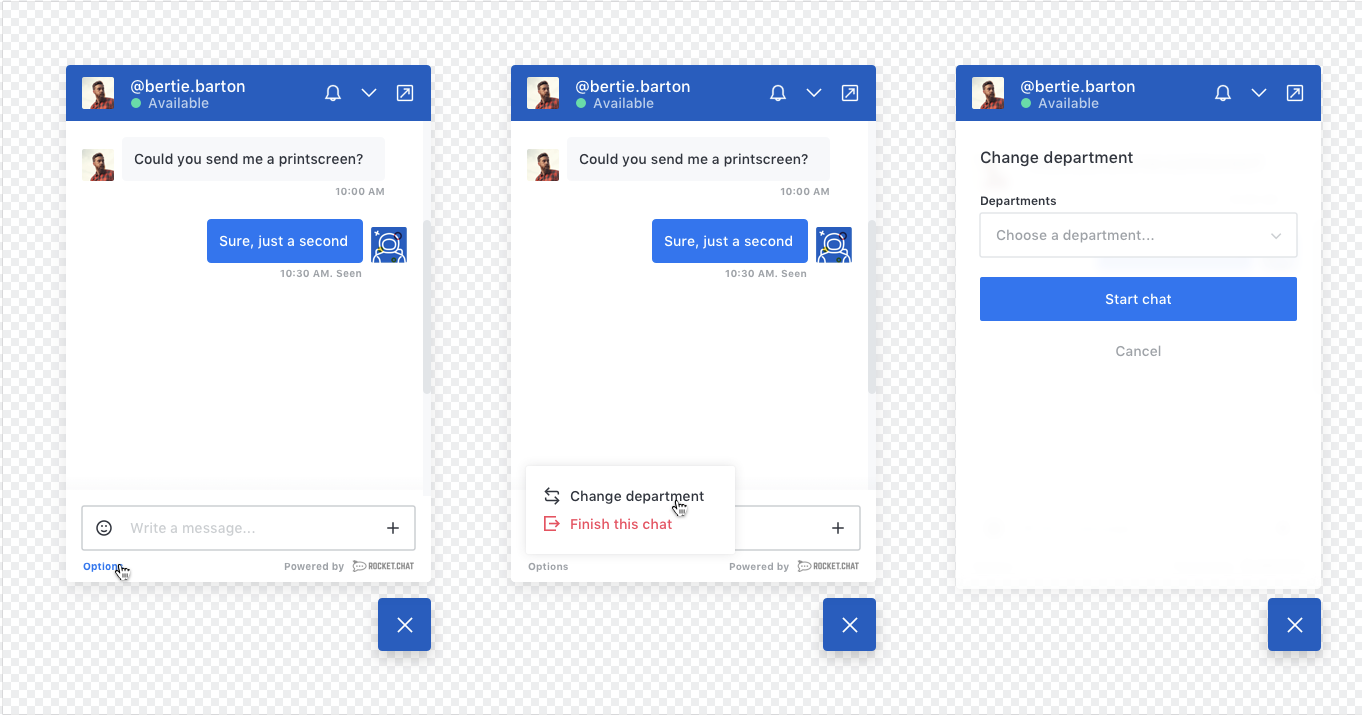 @bertie.barton
Available
Could you send me a printscreen?
10:00 AM
Sure, just a second
10:30 AM. Seen
Write a message...
Options
Powered by ROCKET.CHAT
@bertie.barton
Available
Could you send me a printscreen?
10:00 AM
Sure, just a second
10:30 AM. Seen
Change department
Finish this chat
Options
Powered by ROCKET.CHAT
@bertie.barton
Available
Change department
Departments
Choose a department...
Start chat
Cancel